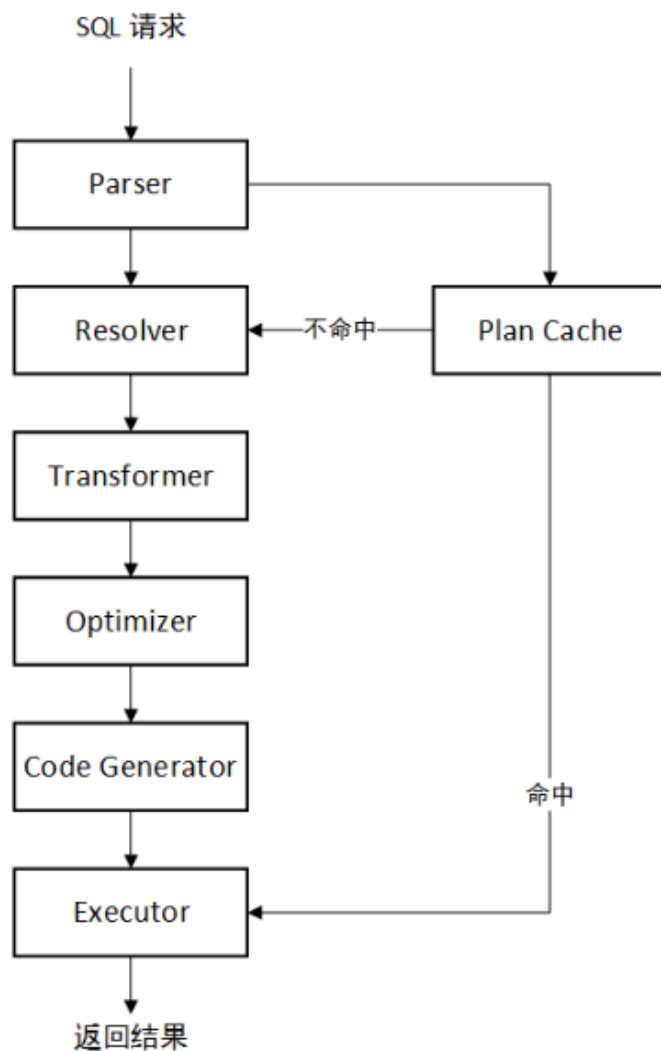 SQL 请求
Parser
Resolver
不命中
Plan Cache
Transformer
Optimizer
Code Generator
命中
Executor
返回结果